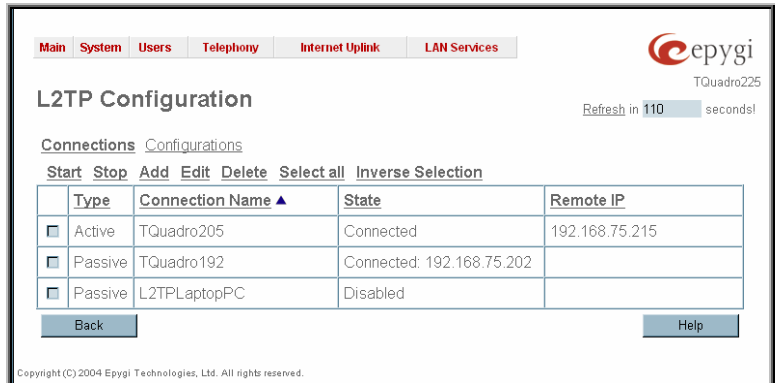 Main System Users Telephony Internet Uplink LAN Services
epygi
TQuadro225
L2TP Configuration
Refresh in 110 seconds!
Connections Configurations
Start Stop Add Edit Delete Select all Inverse Selection
Type Connection Name ▲ State Remote IP
Active TQuadro205 Connected 192.168.75.215
Passive TQuadro192 Connected: 192.168.75.202
Passive L2TPLaptopPC Disabled
Back Help
Copyright (C) 2004 Epygi Technologies, Ltd. All rights reserved.